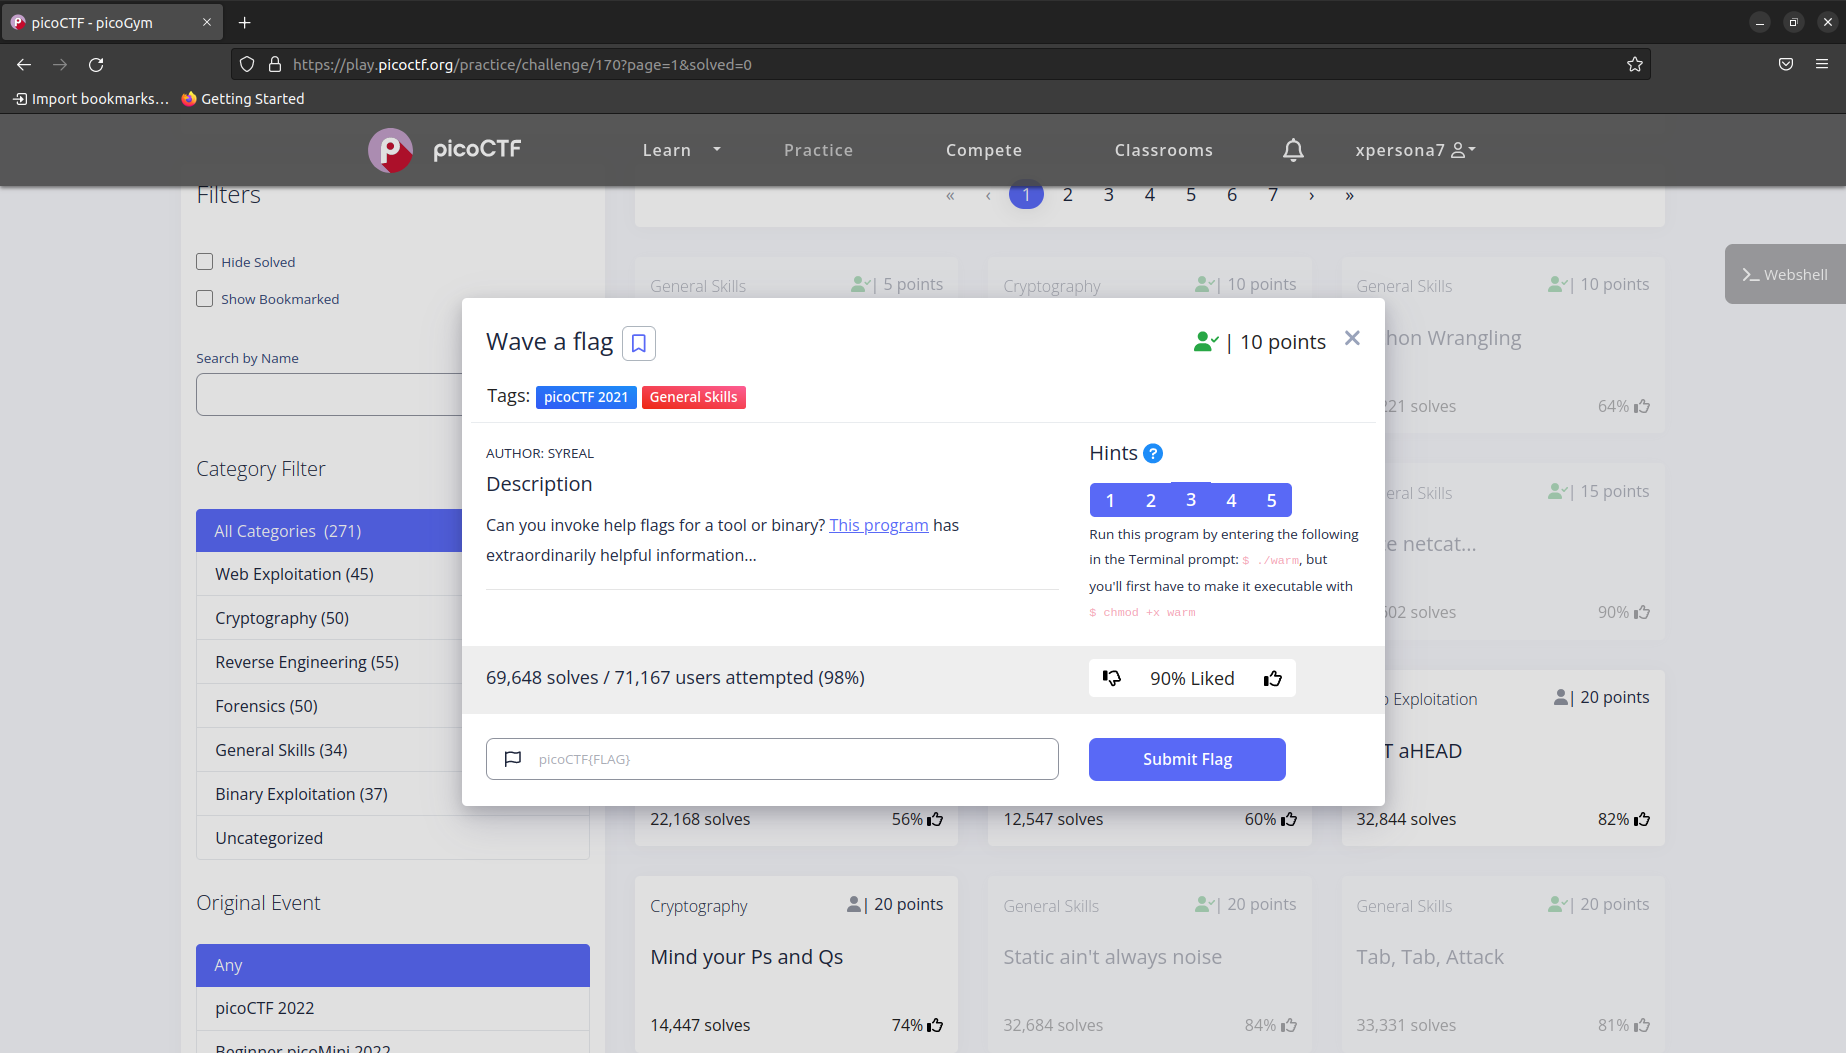 picoCTF - picoGym
https://play.picoctf.org/practice/challenge/170?page=1&solved=0
Import bookmarks...
Getting Started
picoCTF
Learn
Practice
Compete
Classrooms
xpersona7
Filters
« ‹ 1 2 3 4 5 6 7 › »
Hide Solved
Show Bookmarked
Search by Name
Category Filter
All Categories (271)
Web Exploitation (45)
Cryptography (50)
Reverse Engineering (55)
Forensics (50)
General Skills (34)
Binary Exploitation (37)
Uncategorized
Original Event
Any
picoCTF 2022
Beginner picoMini 2022
Webshell
General Skills | 5 points
Cryptography | 10 points
General Skills | 10 points
hon Wrangling
221 solves 64%
eral Skills | 15 points
e netcat...
502 solves 90%
Wave a flag
| 10 points
Tags: picoCTF 2021 General Skills
AUTHOR: SYREAL
Description
Can you invoke help flags for a tool or binary? This program has
extraordinarily helpful information...
Hints ?
1 2 3 4 5
Run this program by entering the following
in the Terminal prompt: $ ./warm, but
you'll first have to make it executable with
$ chmod +x warm
69,648 solves / 71,167 users attempted (98%)
90% Liked
picoCTF{FLAG}
Submit Flag
Exploitation | 20 points
T aHEAD
22,168 solves 56%
12,547 solves 60%
32,844 solves 82%
Cryptography | 20 points
Mind your Ps and Qs
14,447 solves 74%
General Skills | 20 points
Static ain't always noise
32,684 solves 84%
General Skills | 20 points
Tab, Tab, Attack
33,331 solves 81%